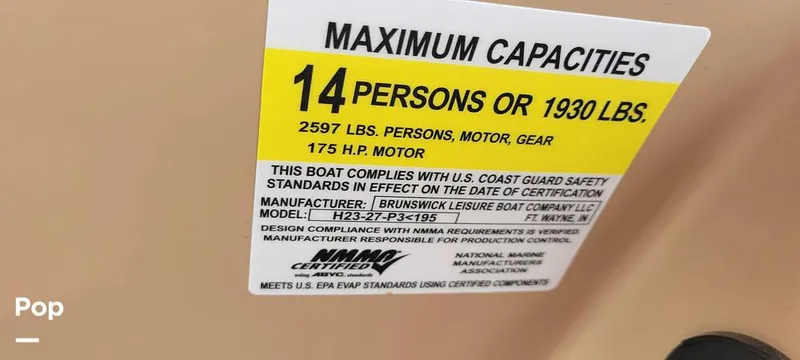 MAXIMUM CAPACITIES
14 PERSONS OR 1930 LBS.
2597 LBS. PERSONS, MOTOR, GEAR
175 H.P. MOTOR
THIS BOAT COMPLIES WITH U.S. COAST GUARD SAFETY
STANDARDS IN EFFECT ON THE DATE OF CERTIFICATION
MANUFACTURER: BRUNSWICK LEISURE BOAT COMPANY LLC
MODEL: H23-27-P3<195 FT. WAYNE, IN
DESIGN COMPLIANCE WITH NMMA REQUIREMENTS IS VERIFIED.
MANUFACTURER RESPONSIBLE FOR PRODUCTION CONTROL.
NMMA
CERTIFIED
using ABYC. standards
NATIONAL MARINE
MANUFACTURERS
ASSOCIATION
MEETS U.S. EPA EVAP STANDARDS USING CERTIFIED COMPONENTS
Pop